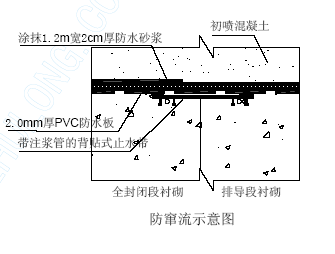 初喷混凝土
涂抹1.2m宽2cm厚防水砂浆
2.0mm厚PVC防水板
带注浆管的背贴式止水带
全封闭段衬砌
排导段衬砌
防窜流示意图